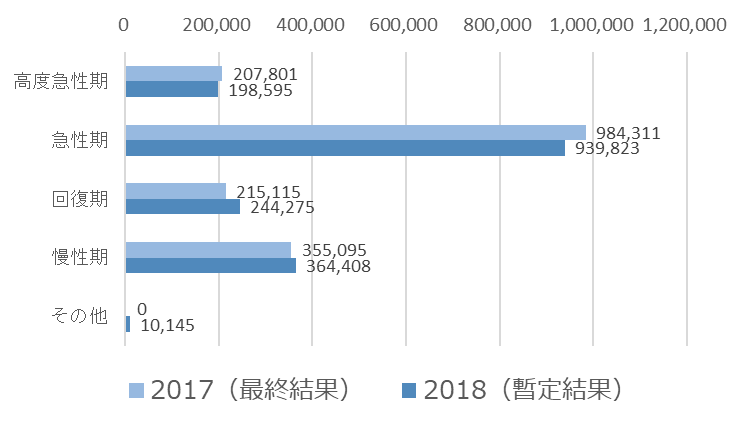 0 200,000 400,000 600,000 800,000 1,000,000 1,200,000
高度急性期 207,801
198,595
急性期 984,311
939,823
回復期 215,115
244,275
慢性期 355,095
364,408
その他 0
10,145
2017（最終結果） 2018（暫定結果）